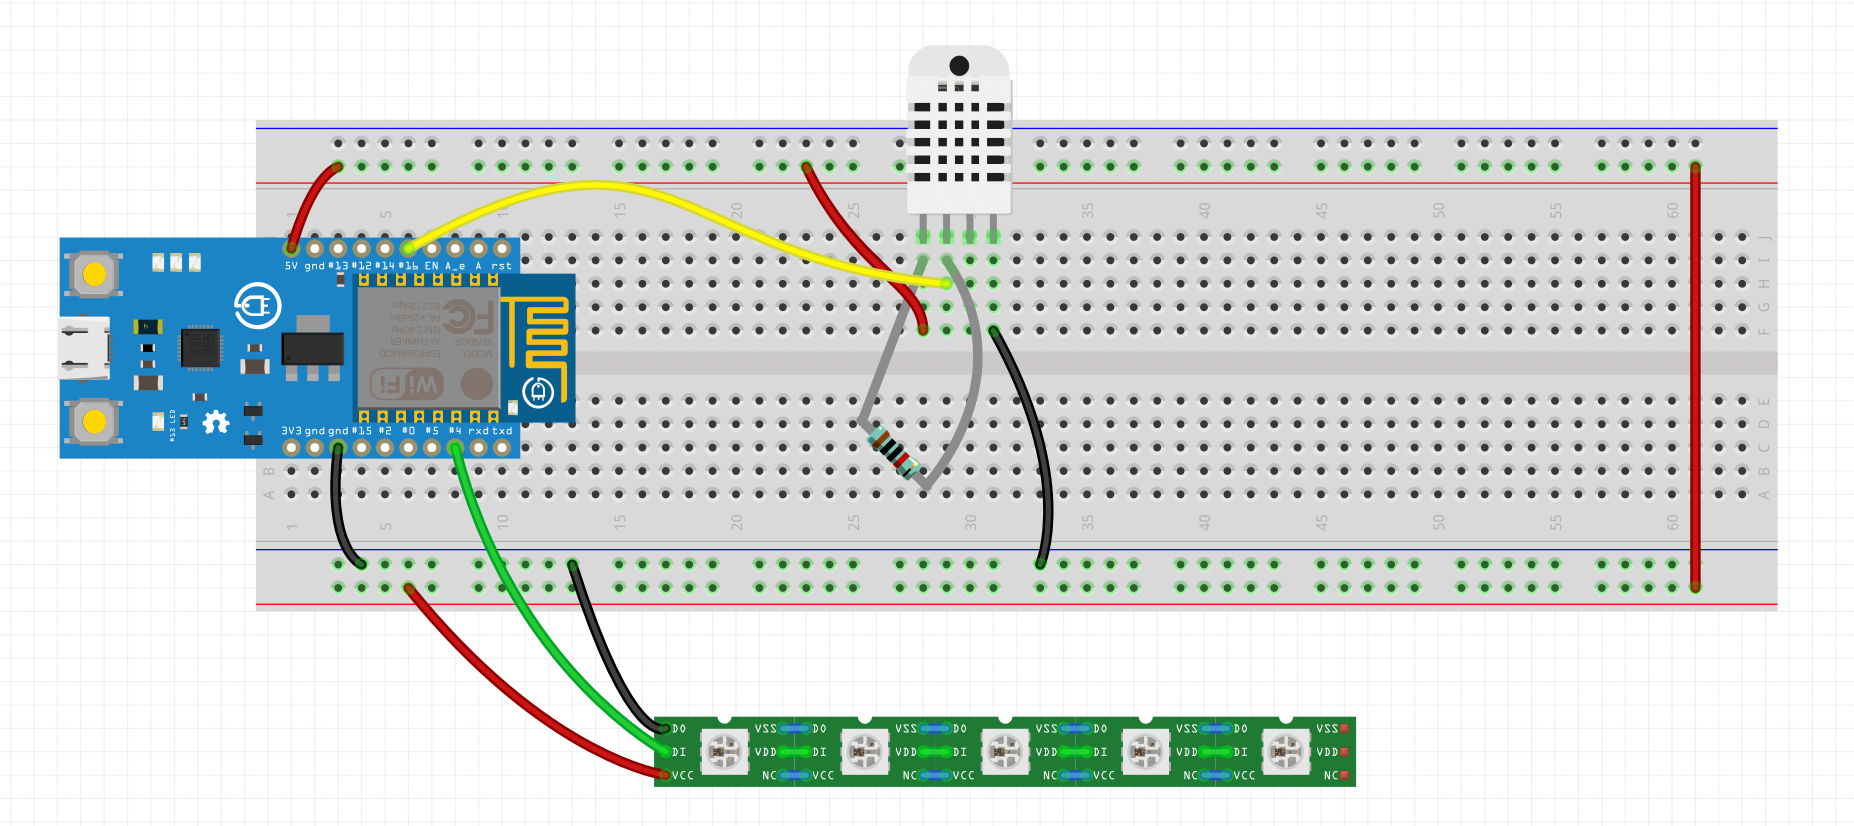 1 5 10 15 20 25 30 35 40 45 50 55 60
J
I
H
G
F
5V gnd #13 #12 #14 #16 EN A_e A rst
h
802.11b/g/n
PA +25dBm
ISM 2.4GHz
AI-THINKER
ESP8266MOD
FC
VENDOR
MODEL
WiFi
#13 LED
3V3 gnd gnd #15 #2 #0 #5 #4 rxd txd
E
D
C
B B
A A
1 5 10 15 20 25 30 35 40 45 50 55 60
DO VSS DO VSS DO VSS DO VSS DO VSS
DI VDD DI VDD DI VDD DI VDD DI VDD
VCC NC VCC NC VCC NC VCC NC VCC NC